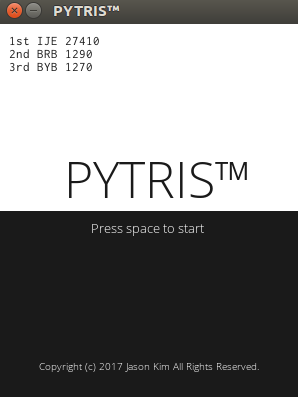 PYTRIS™
1st IJE 27410
2nd BRB 1290
3rd BYB 1270
PYTRIS™
Press space to start
Copyright (c) 2017 Jason Kim All Rights Reserved.